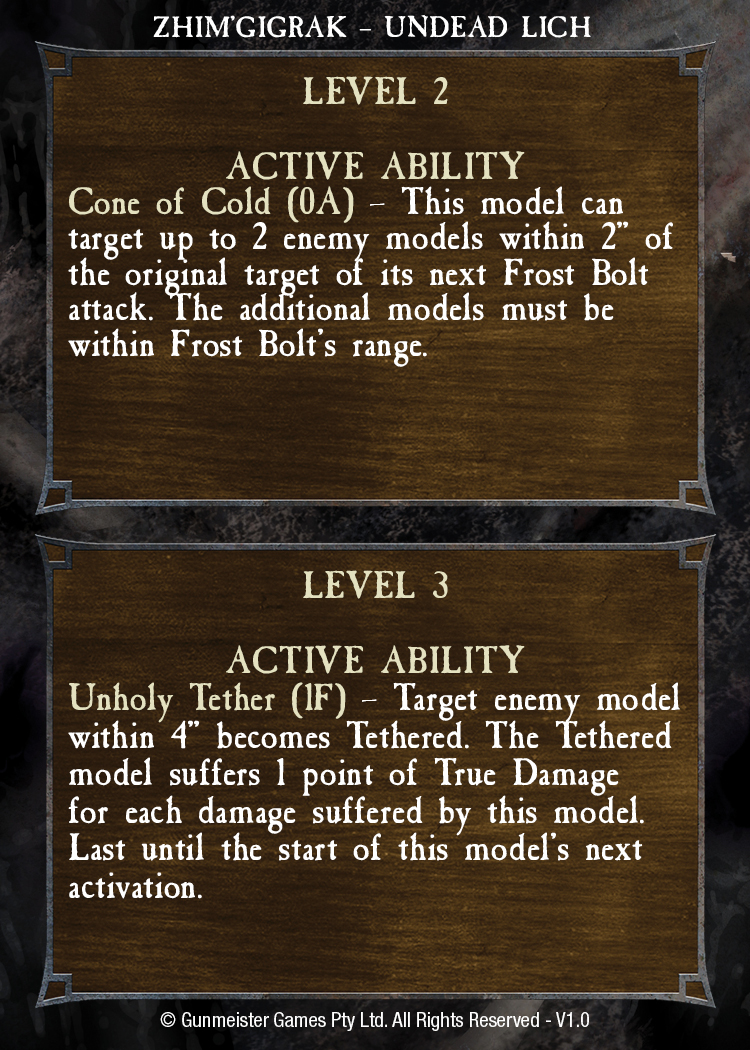 ZHIM'GIGRAK – UNDEAD LICH
LEVEL 2
ACTIVE ABILITY
Cone of Cold (0A) – This model can
target up to 2 enemy models within 2" of
the original target of its next Frost Bolt
attack. The additional models must be
within Frost Bolt's range.
LEVEL 3
ACTIVE ABILITY
Unholy Tether (1F) – Target enemy model
within 4" becomes Tethered. The Tethered
model suffers 1 point of True Damage
for each damage suffered by this model.
Last until the start of this model's next
activation.
© Gunmeister Games Pty Ltd. All Rights Reserved - V1.0